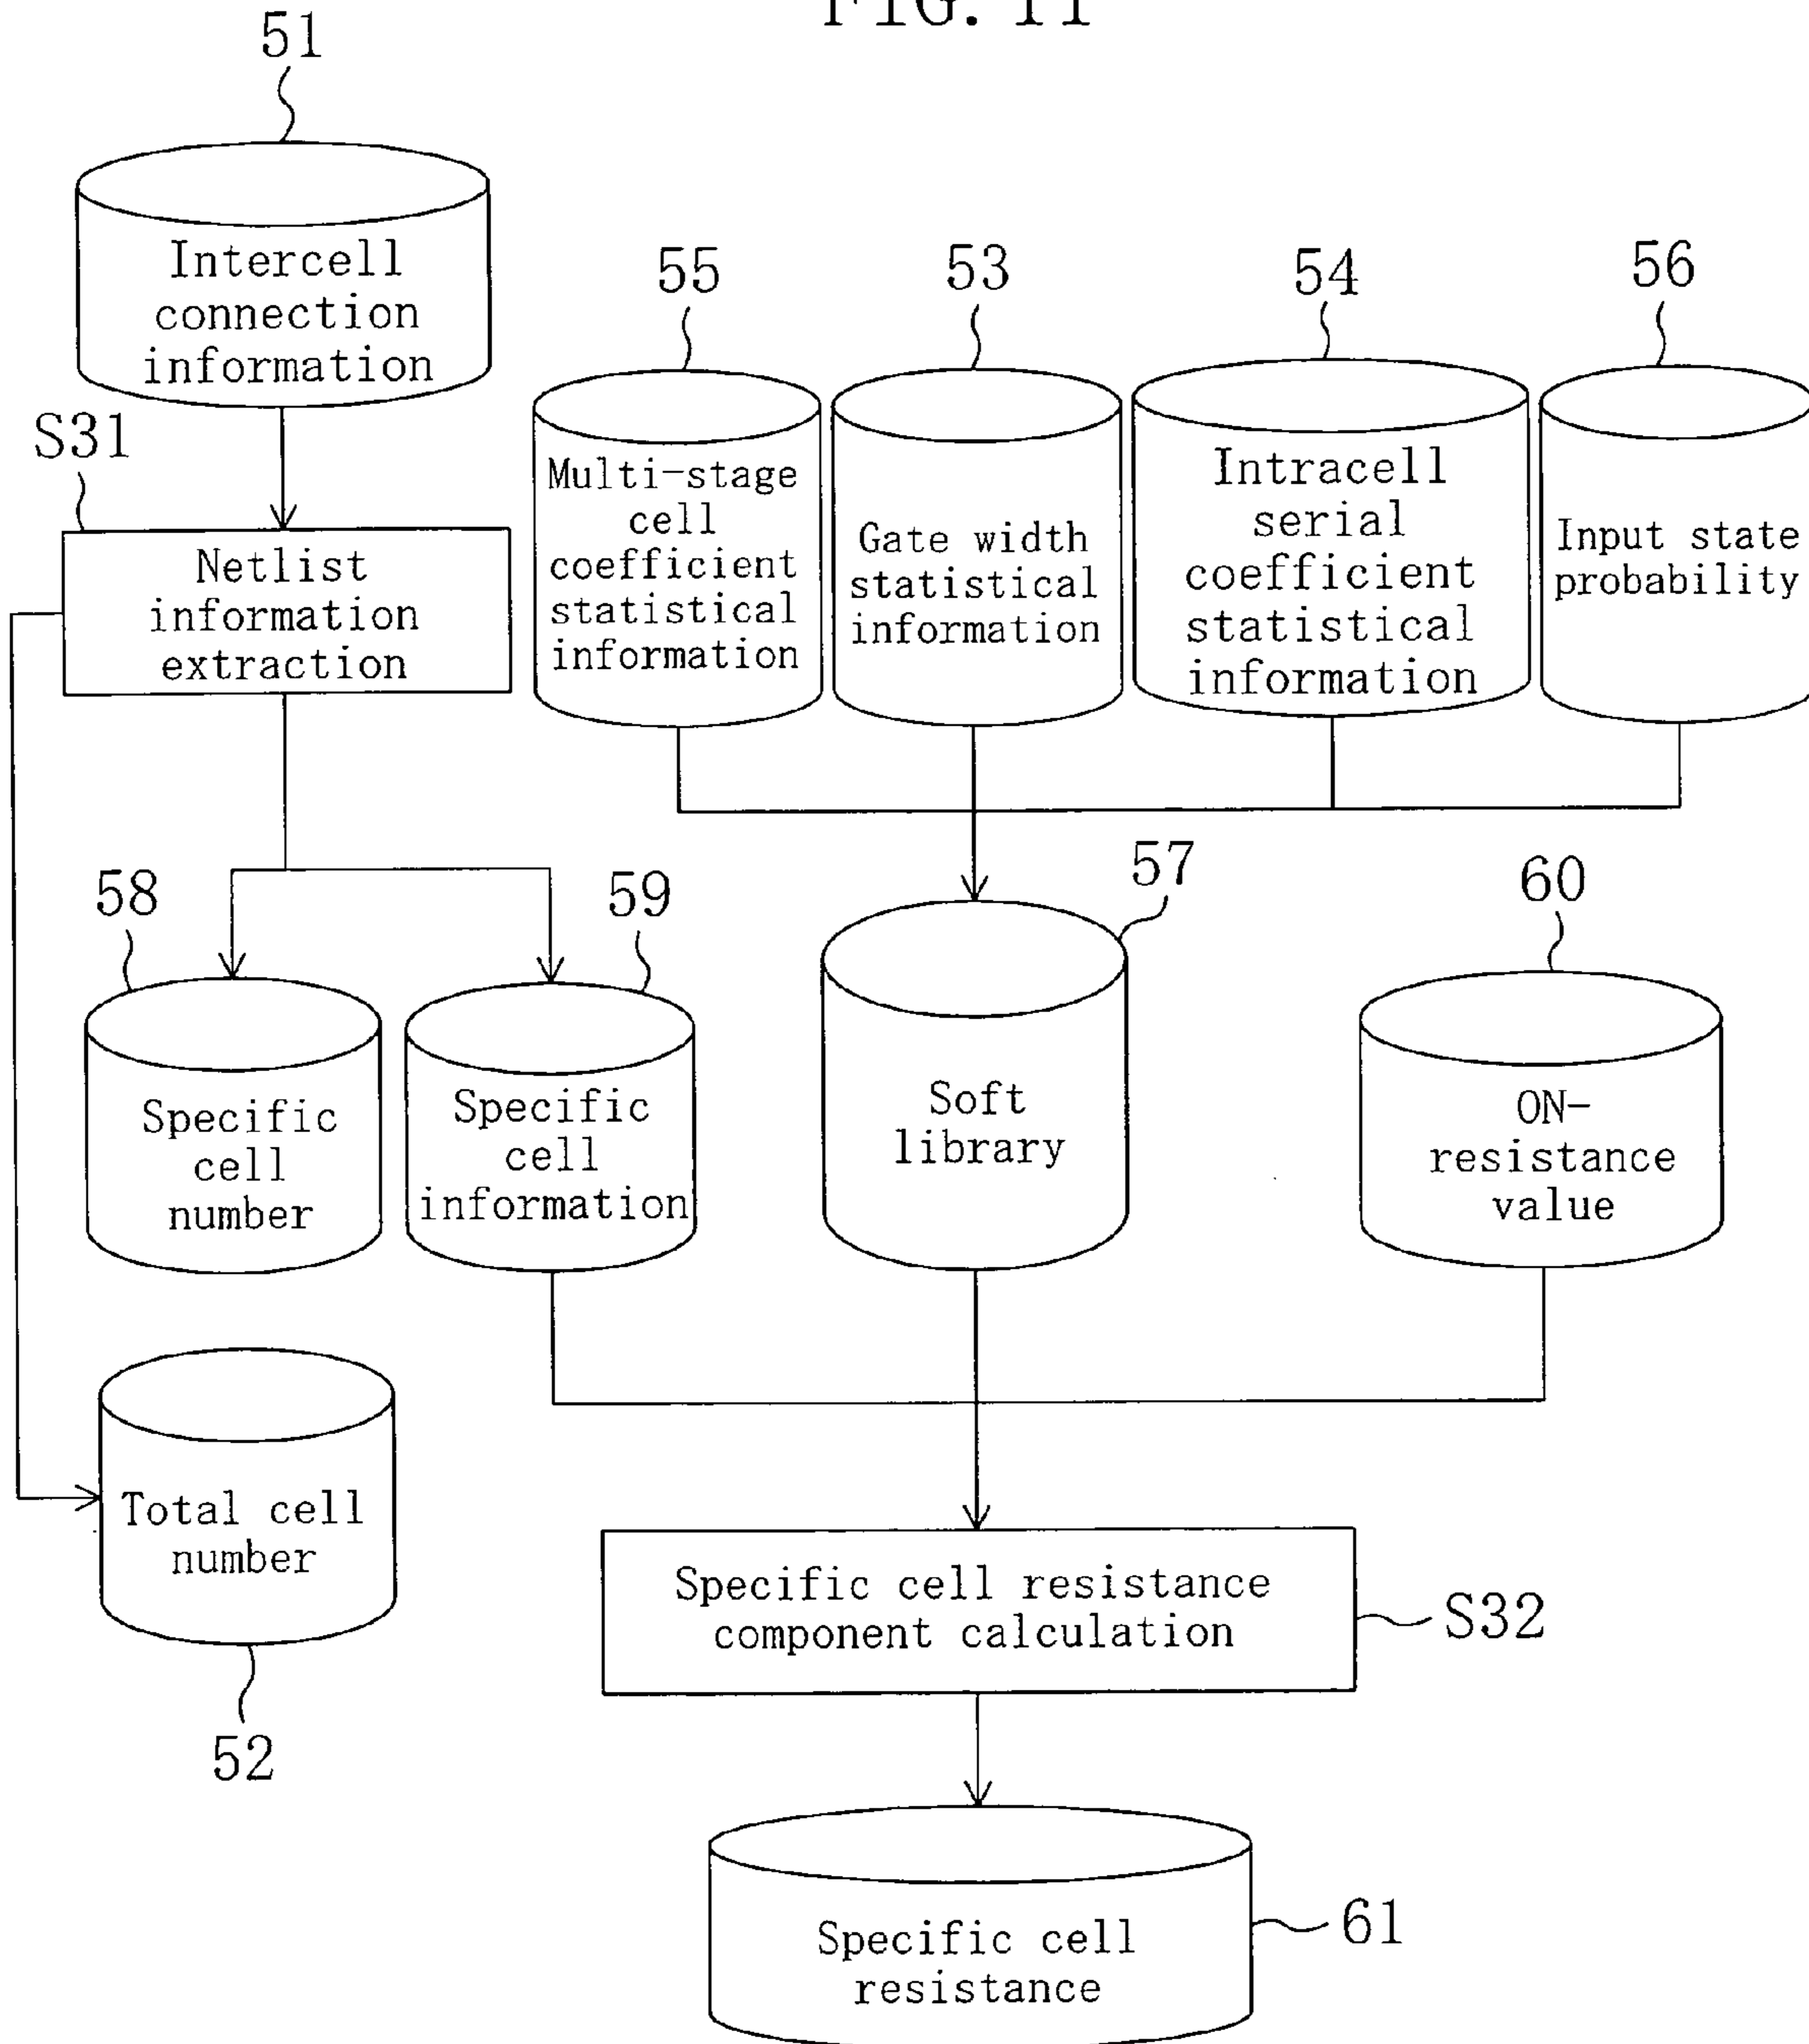 FIG. 11
51
Intercell
connection
information
55
53
54
56
S31
Netlist
information
extraction
Multi-stage
cell
coefficient
statistical
information
Gate width
statistical
information
Intracell
serial
coefficient
statistical
information
Input state
probability
58
59
57
60
Specific
cell
number
Specific
cell
information
Soft
library
ON-
resistance
value
Total cell
number
52
Specific cell resistance
component calculation
S32
Specific cell
resistance
61